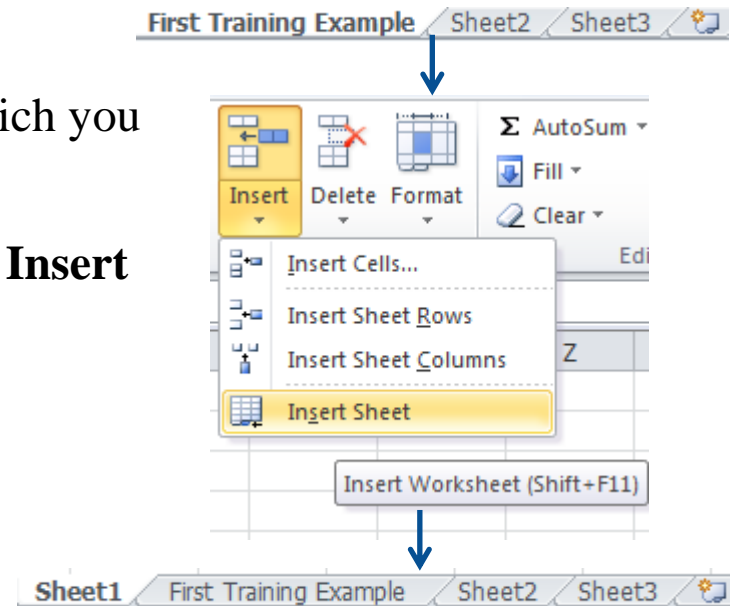 First Training Example Sheet2 Sheet3
ich you
Σ AutoSum
Fill
Insert Delete Format
Clear
Insert
Edi
Insert Cells...
Insert Sheet Rows
Insert Sheet Columns
Z
Insert Sheet
Insert Worksheet (Shift+F11)
Sheet1 First Training Example Sheet2 Sheet3